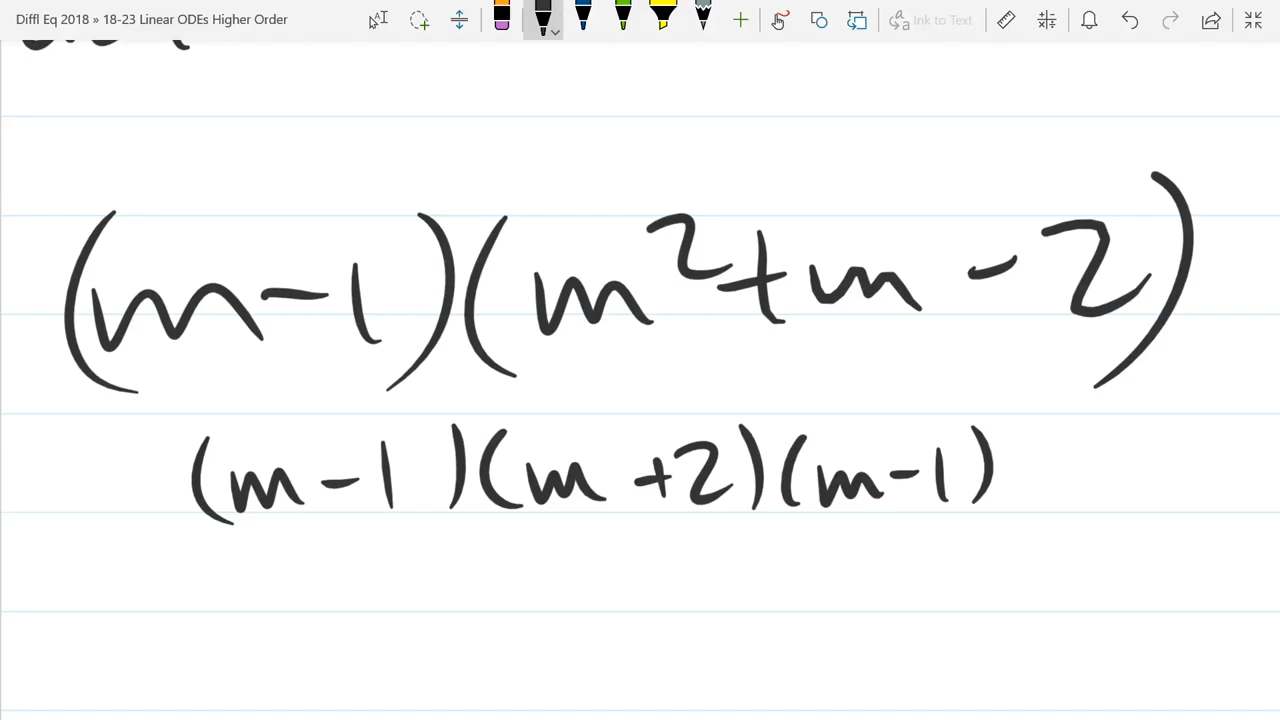 Diffl Eq 2018 » 18-23 Linear ODEs Higher Order
Ink to Text
(m-1)(m²+m-2)
(m-1)(m+2)(m-1)